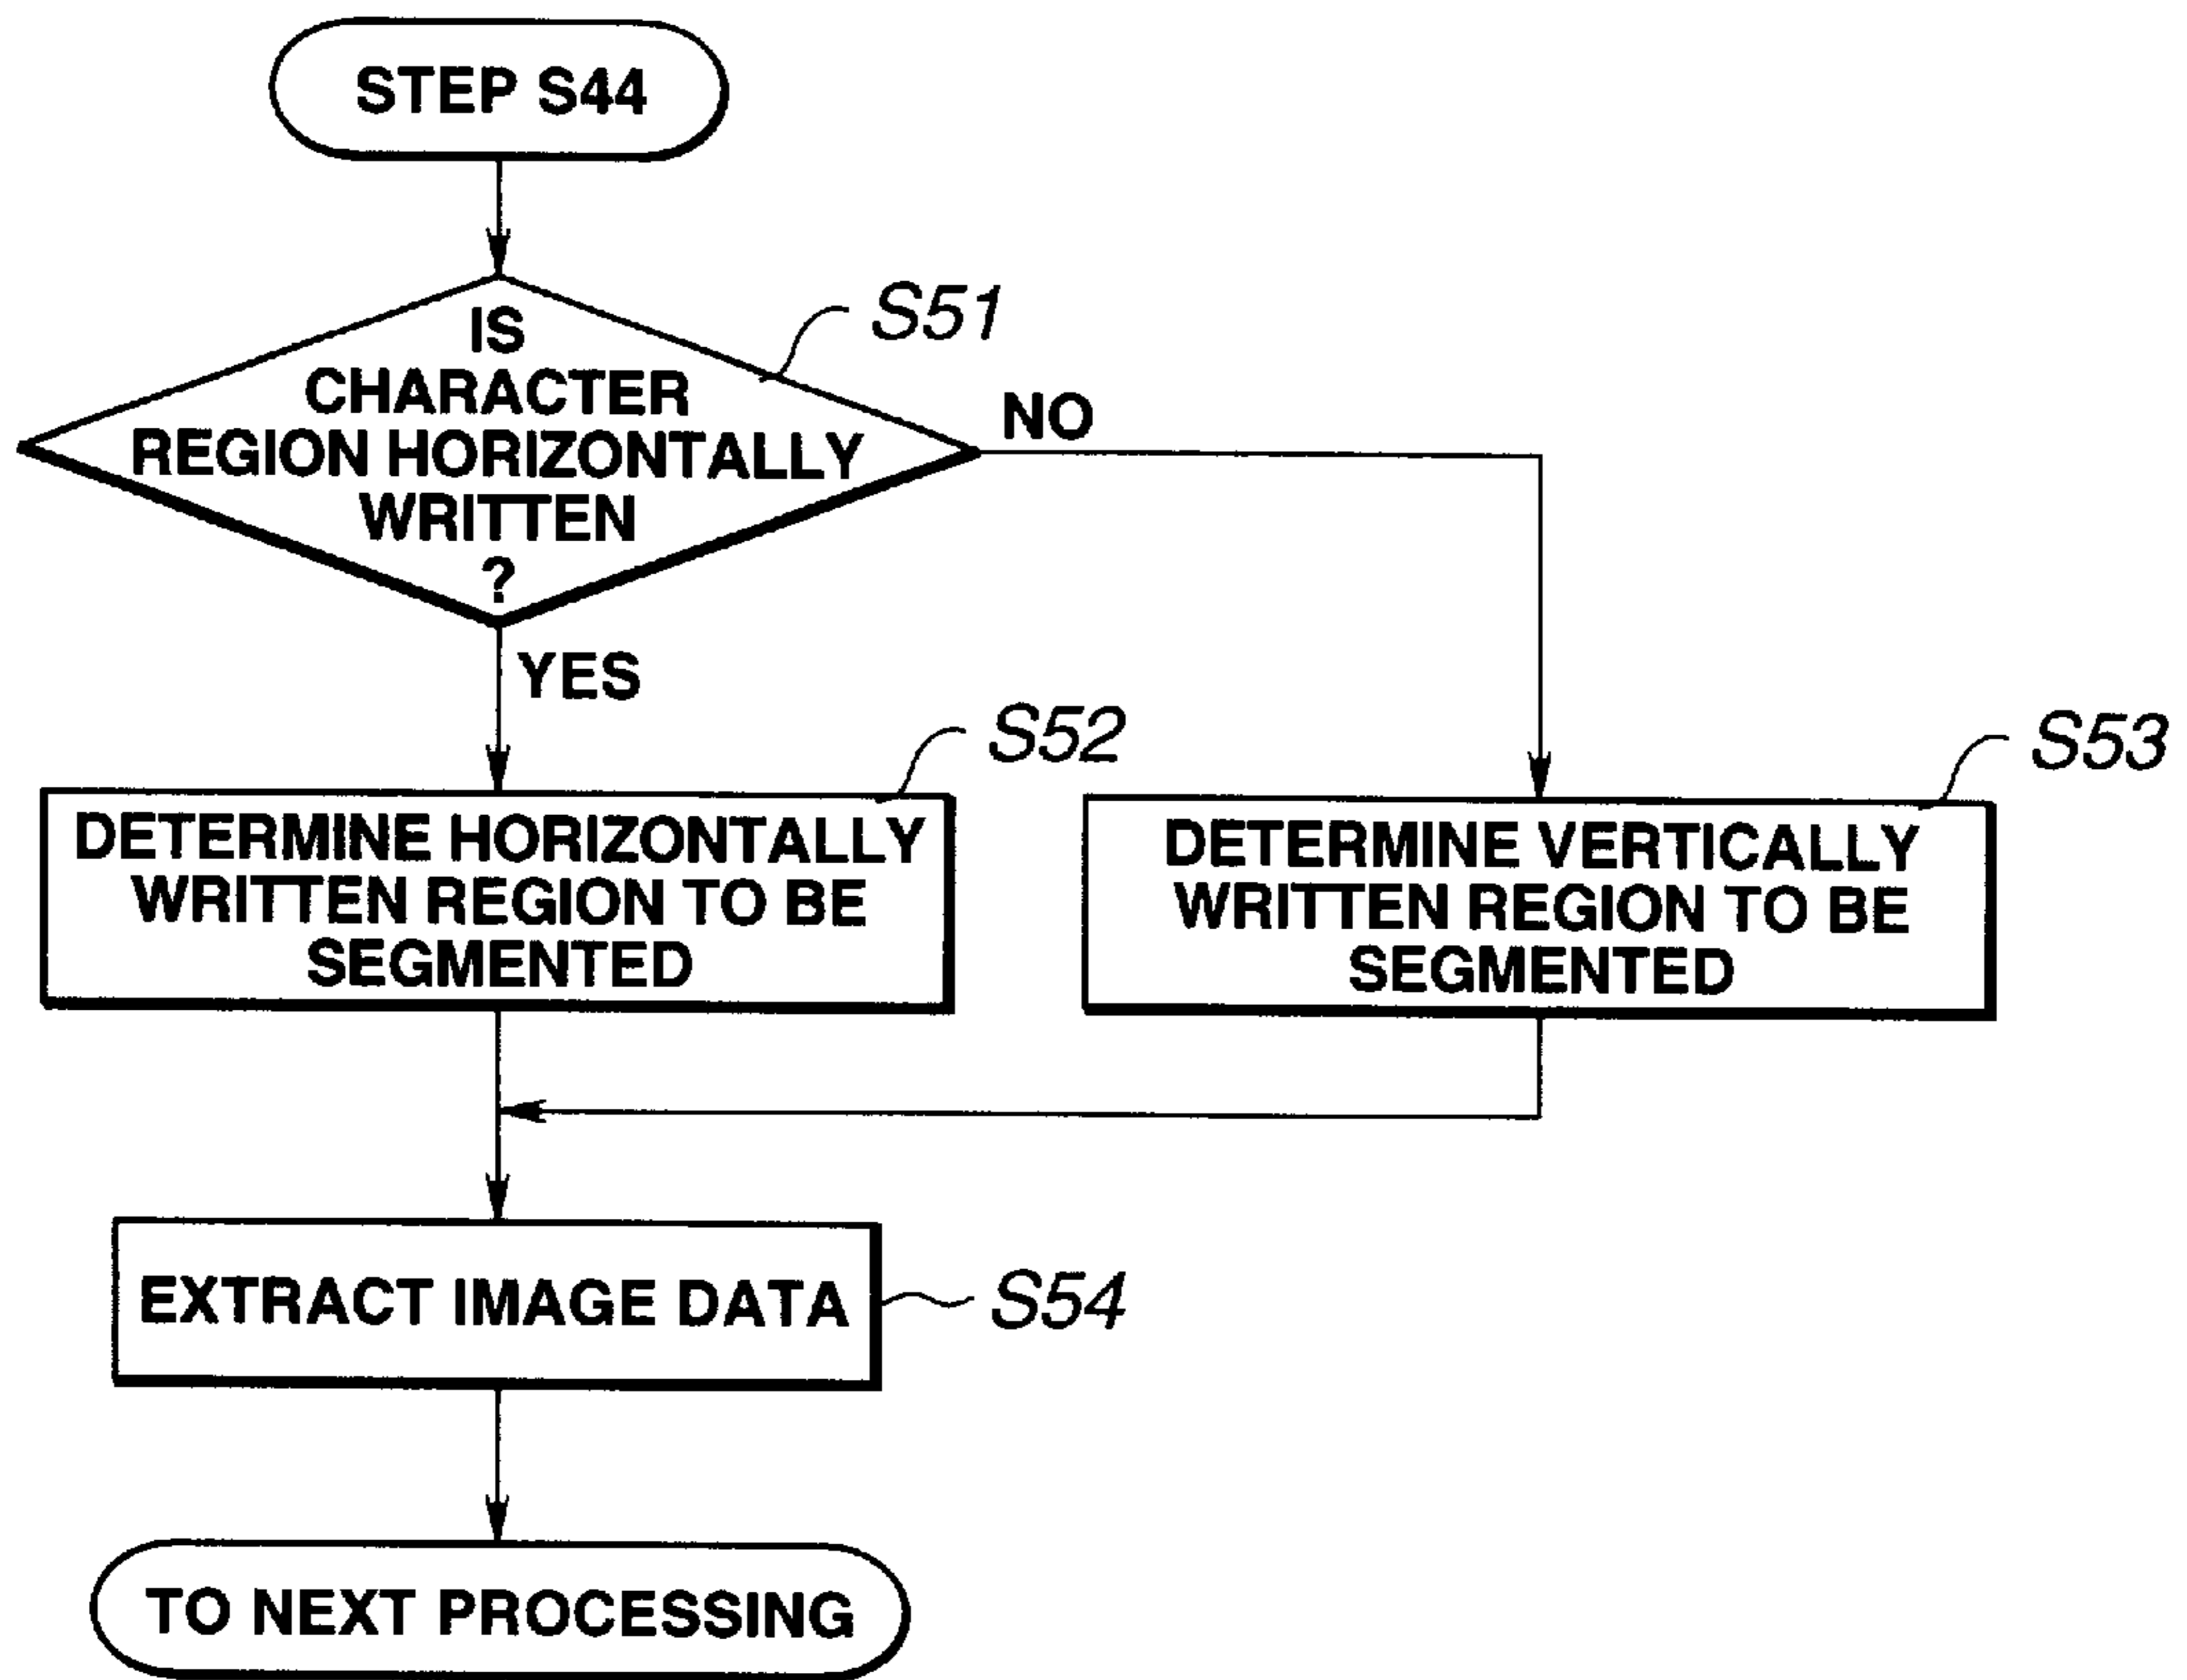 STEP S44
IS
CHARACTER
REGION HORIZONTALLY
WRITTEN
?
S51
NO
YES
S52
DETERMINE HORIZONTALLY
WRITTEN REGION TO BE
SEGMENTED
S53
DETERMINE VERTICALLY
WRITTEN REGION TO BE
SEGMENTED
EXTRACT IMAGE DATA
S54
TO NEXT PROCESSING